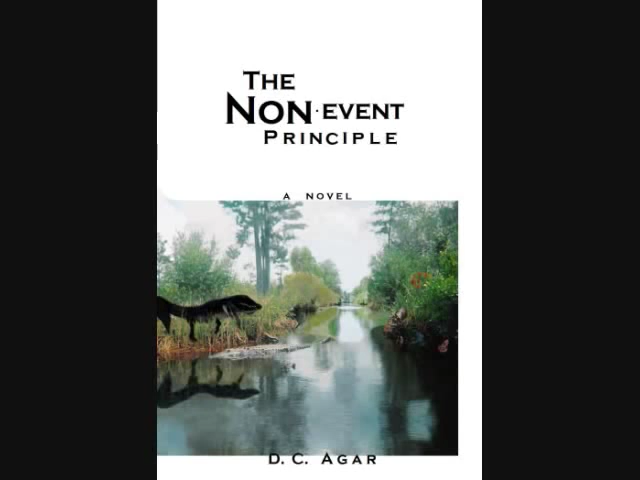 THE
NON·EVENT
PRINCIPLE
A NOVEL
D. C. AGAR